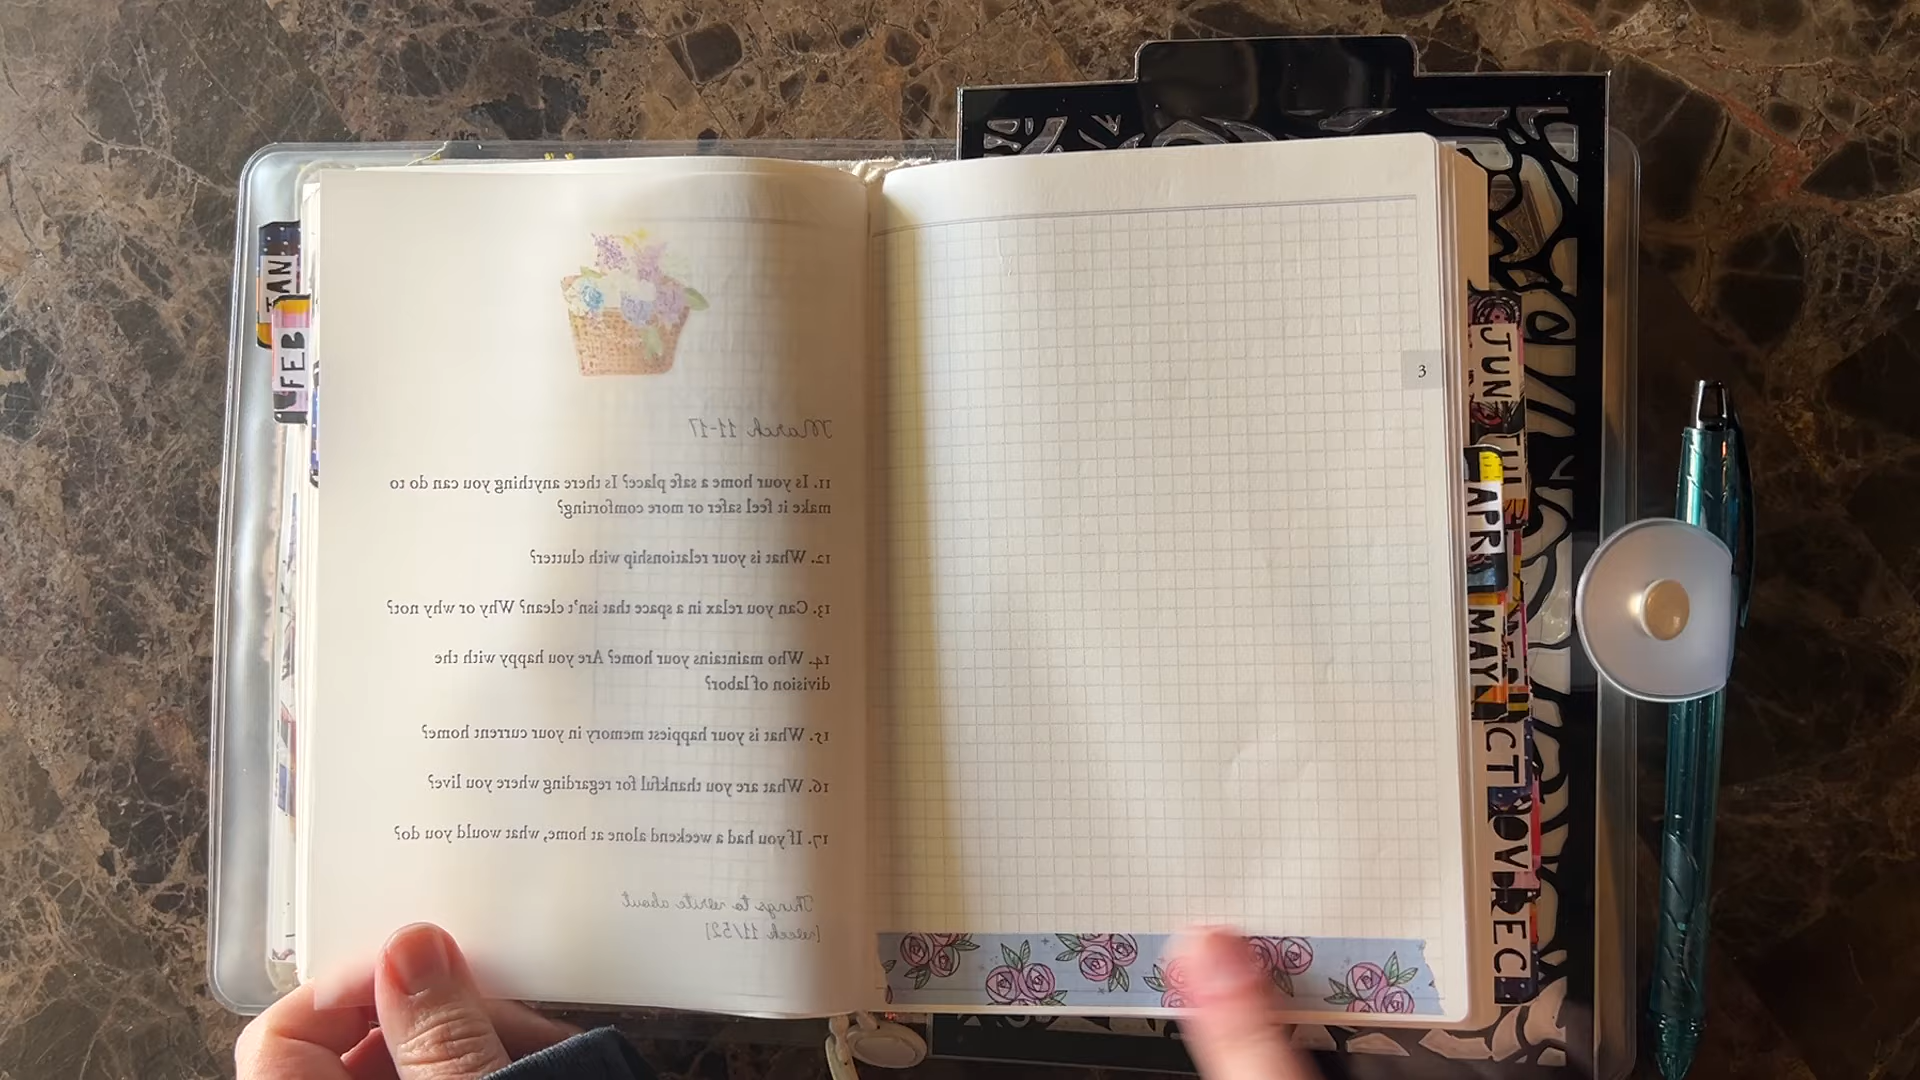 JAN
FEB
March 11-17
11. Is your home a safe place? Is there anything you can do to
make it feel safer or more comforting?
12. What is your relationship with clutter?
13. Can you relax in a space that isn't clean? Why or why not?
14. Who maintains your home? Are you happy with the
division of labor?
15. What is your happiest memory in your current home?
16. What are you thankful for regarding where you live?
17. If you had a weekend alone at home, what would you do?
Things to write about
[week 11/52]
3
JUN
JUL
APR
MAY
DEC